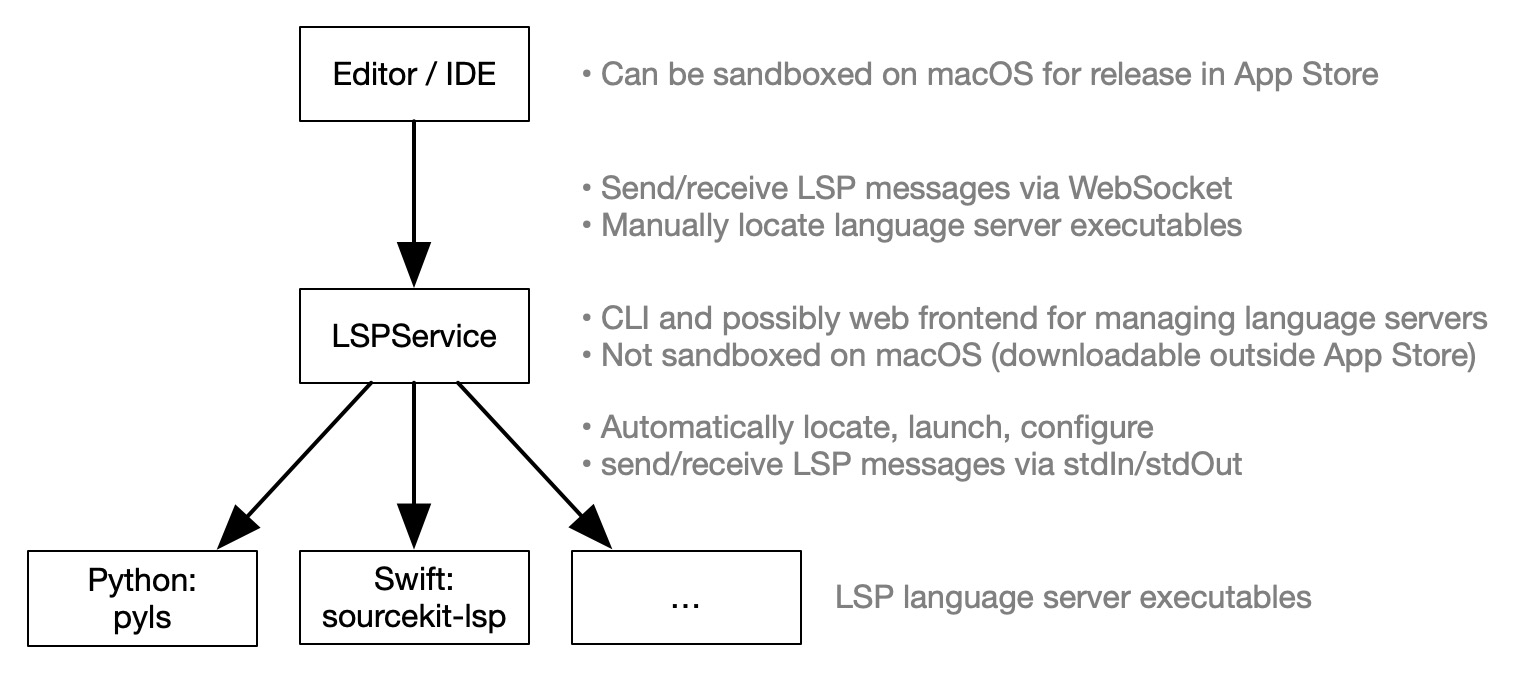 Editor / IDE
• Can be sandboxed on macOS for release in App Store
• Send/receive LSP messages via WebSocket
• Manually locate language server executables
LSPService
• CLI and possibly web frontend for managing language servers
• Not sandboxed on macOS (downloadable outside App Store)
• Automatically locate, launch, configure
• send/receive LSP messages via stdIn/stdOut
Python:
pyls
Swift:
sourcekit-lsp
...
LSP language server executables